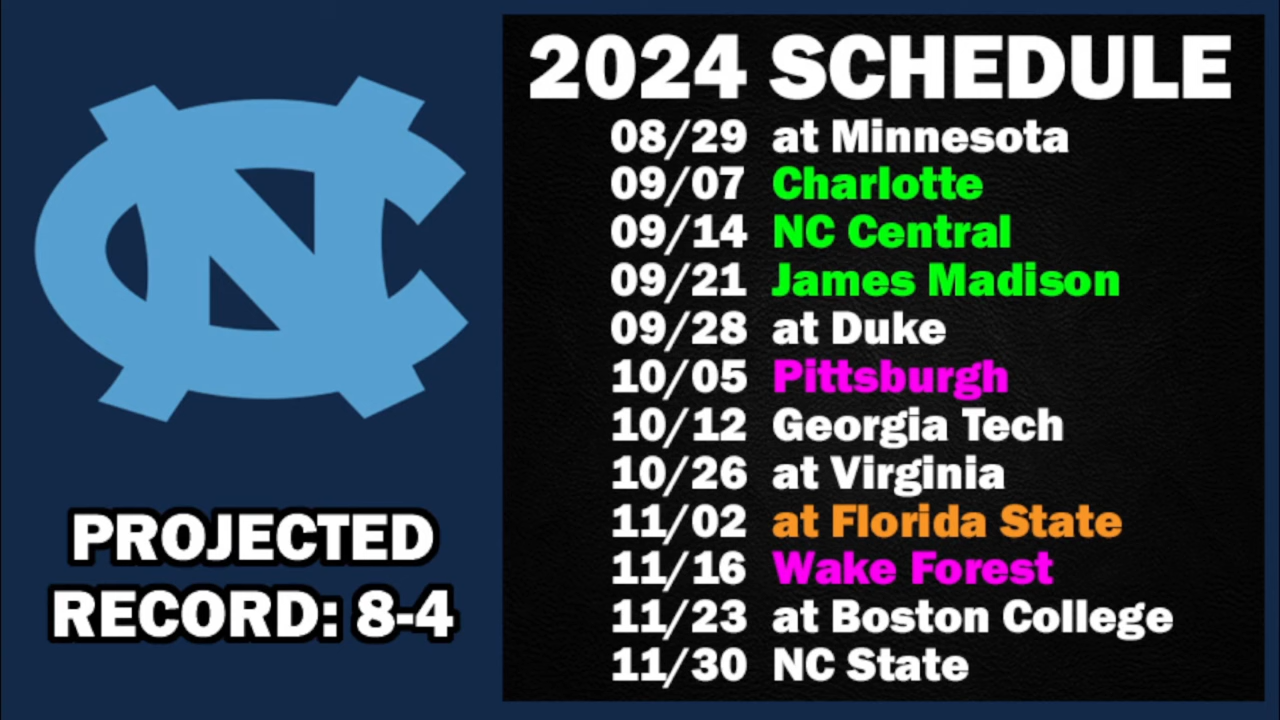 2024 SCHEDULE
08/29 at Minnesota
09/07 Charlotte
09/14 NC Central
09/21 James Madison
09/28 at Duke
10/05 Pittsburgh
10/12 Georgia Tech
10/26 at Virginia
11/02 at Florida State
11/16 Wake Forest
11/23 at Boston College
11/30 NC State
NC
PROJECTED
RECORD: 8-4